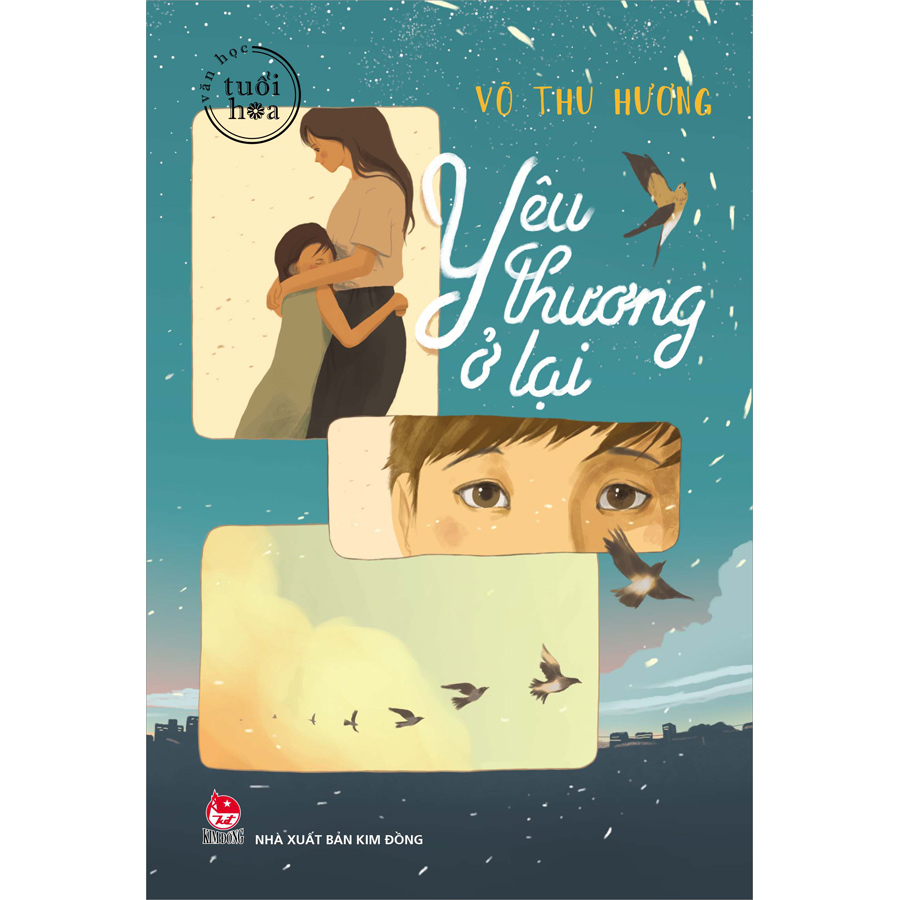 văn học
tuổi
hoa
VÕ THU HƯƠNG
Yêu
thương
ở lại
KIM ĐỒNG
NHÀ XUẤT BẢN KIM ĐỒNG